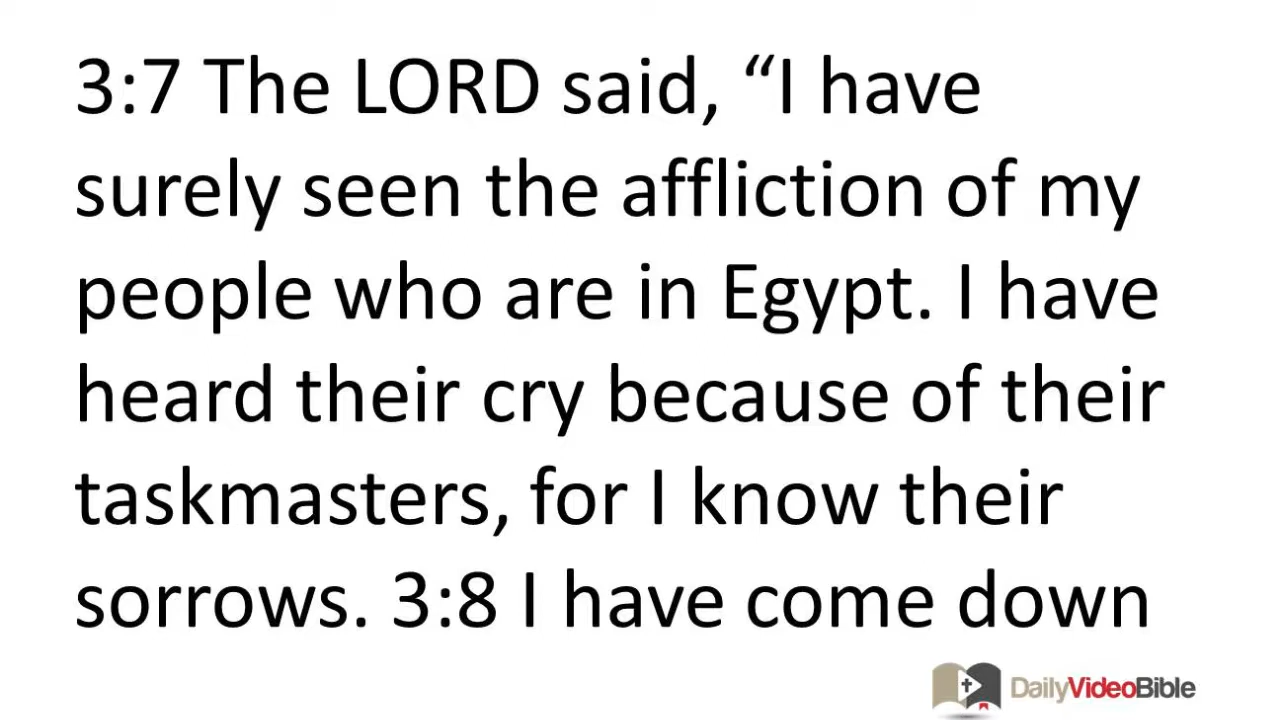 3:7 The LORD said, “I have
surely seen the affliction of my
people who are in Egypt. I have
heard their cry because of their
taskmasters, for I know their
sorrows. 3:8 I have come down
DailyVideoBible